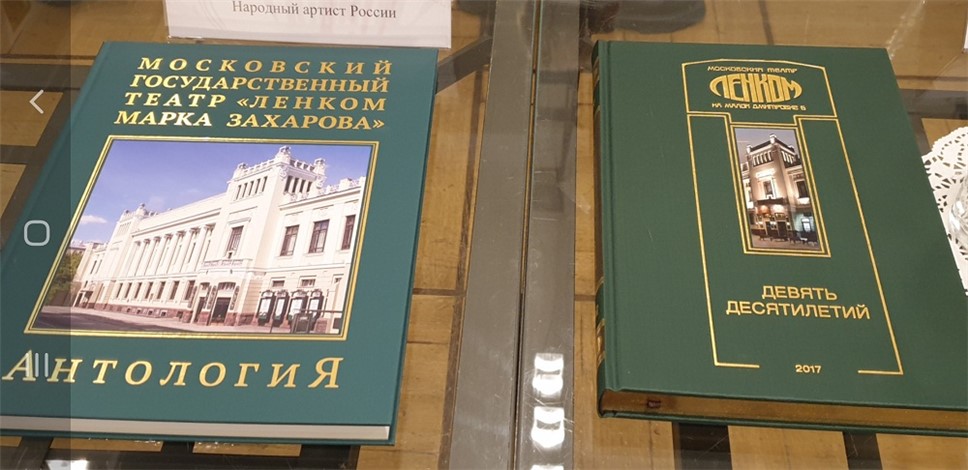 Народный артист России
МОСКОВСКИЙ
ГОСУДАРСТВЕННЫЙ
ТЕАТР «ЛЕНКОМ
МАРКА ЗАХАРОВА»
АНТОЛОГИЯ
МОСКОВСКИЙ ТЕАТР
ЛЕНКОМ
НА МАЛОЙ ДМИТРОВКЕ 6
ДЕВЯТЬ
ДЕСЯТИЛЕТИЙ
2017